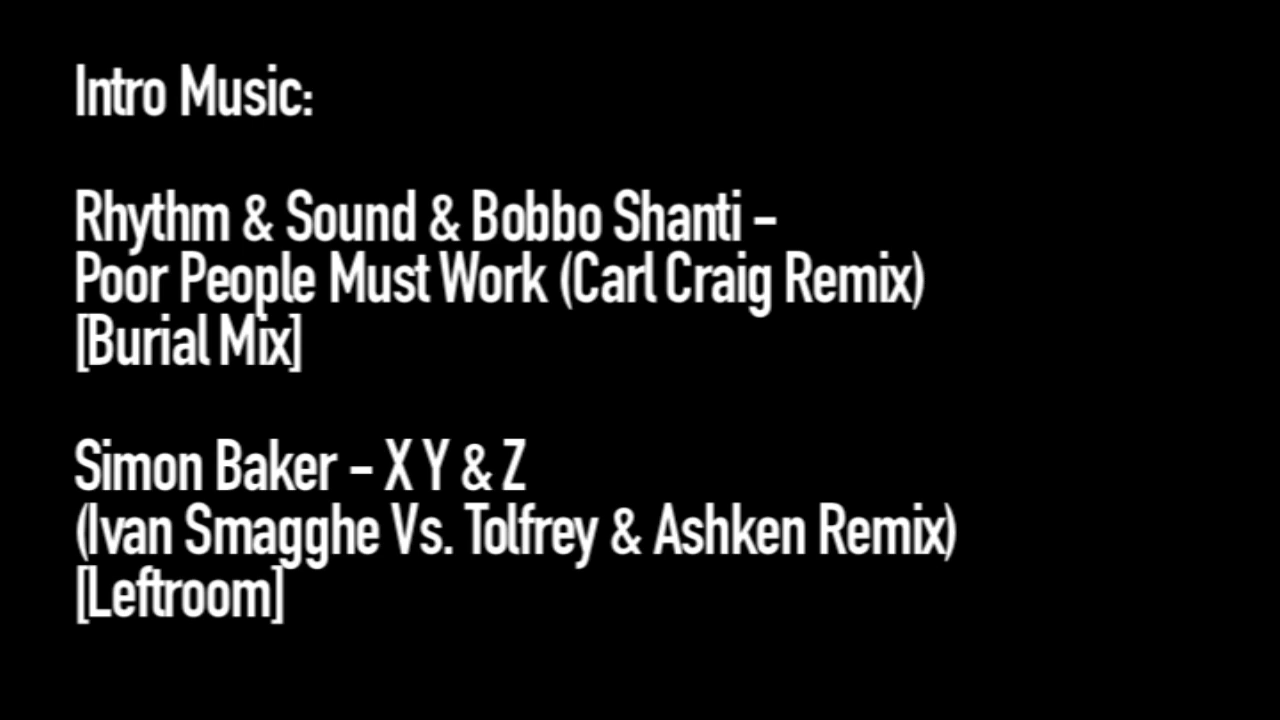 Intro Music:
Rhythm & Sound & Bobbo Shanti -
Poor People Must Work (Carl Craig Remix)
[Burial Mix]
Simon Baker - X Y & Z
(Ivan Smagghe Vs. Tolfrey & Ashken Remix)
[Leftroom]